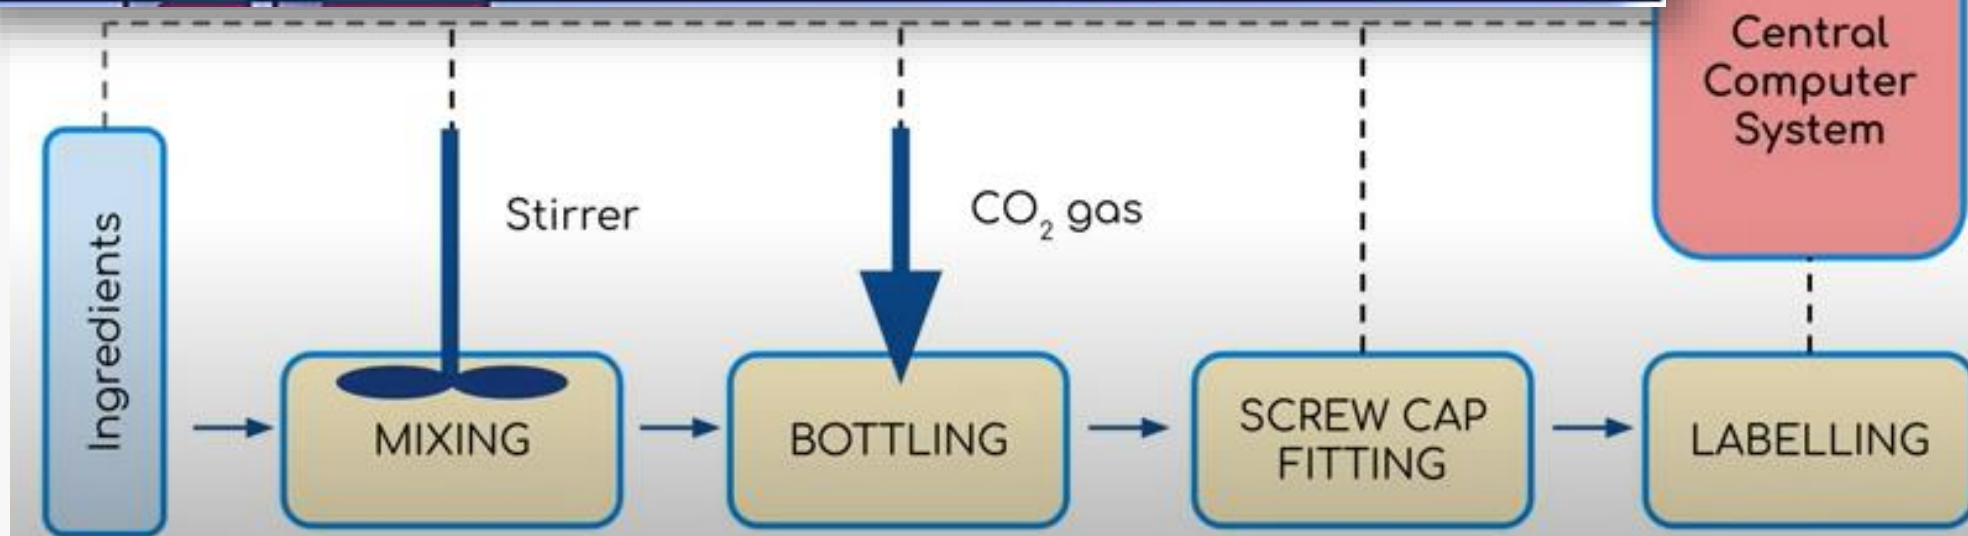 Central
Computer
System
Ingredients
Stirrer
CO₂ gas
MIXING
BOTTLING
SCREW CAP
FITTING
LABELLING